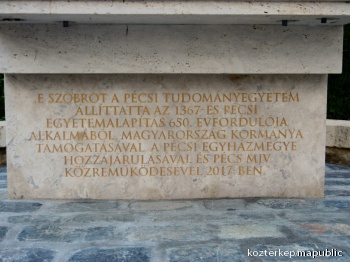 „E SZOBROT A PÉCSI TUDOMÁNYEGYETEM
ÁLLÍTTATTA AZ 1367-ES PÉCSI
EGYETEMALAPÍTÁS 650. ÉVFORDULÓJA
ALKALMÁBÓL, MAGYARORSZÁG KORMÁNYA
TÁMOGATÁSÁVAL, A PÉCSI EGYHÁZMEGYE
HOZZÁJÁRULÁSÁVAL ÉS PÉCS MJV
KÖZREMŰKÖDÉSÉVEL 2017-BEN.”
kozterkep.mapublic